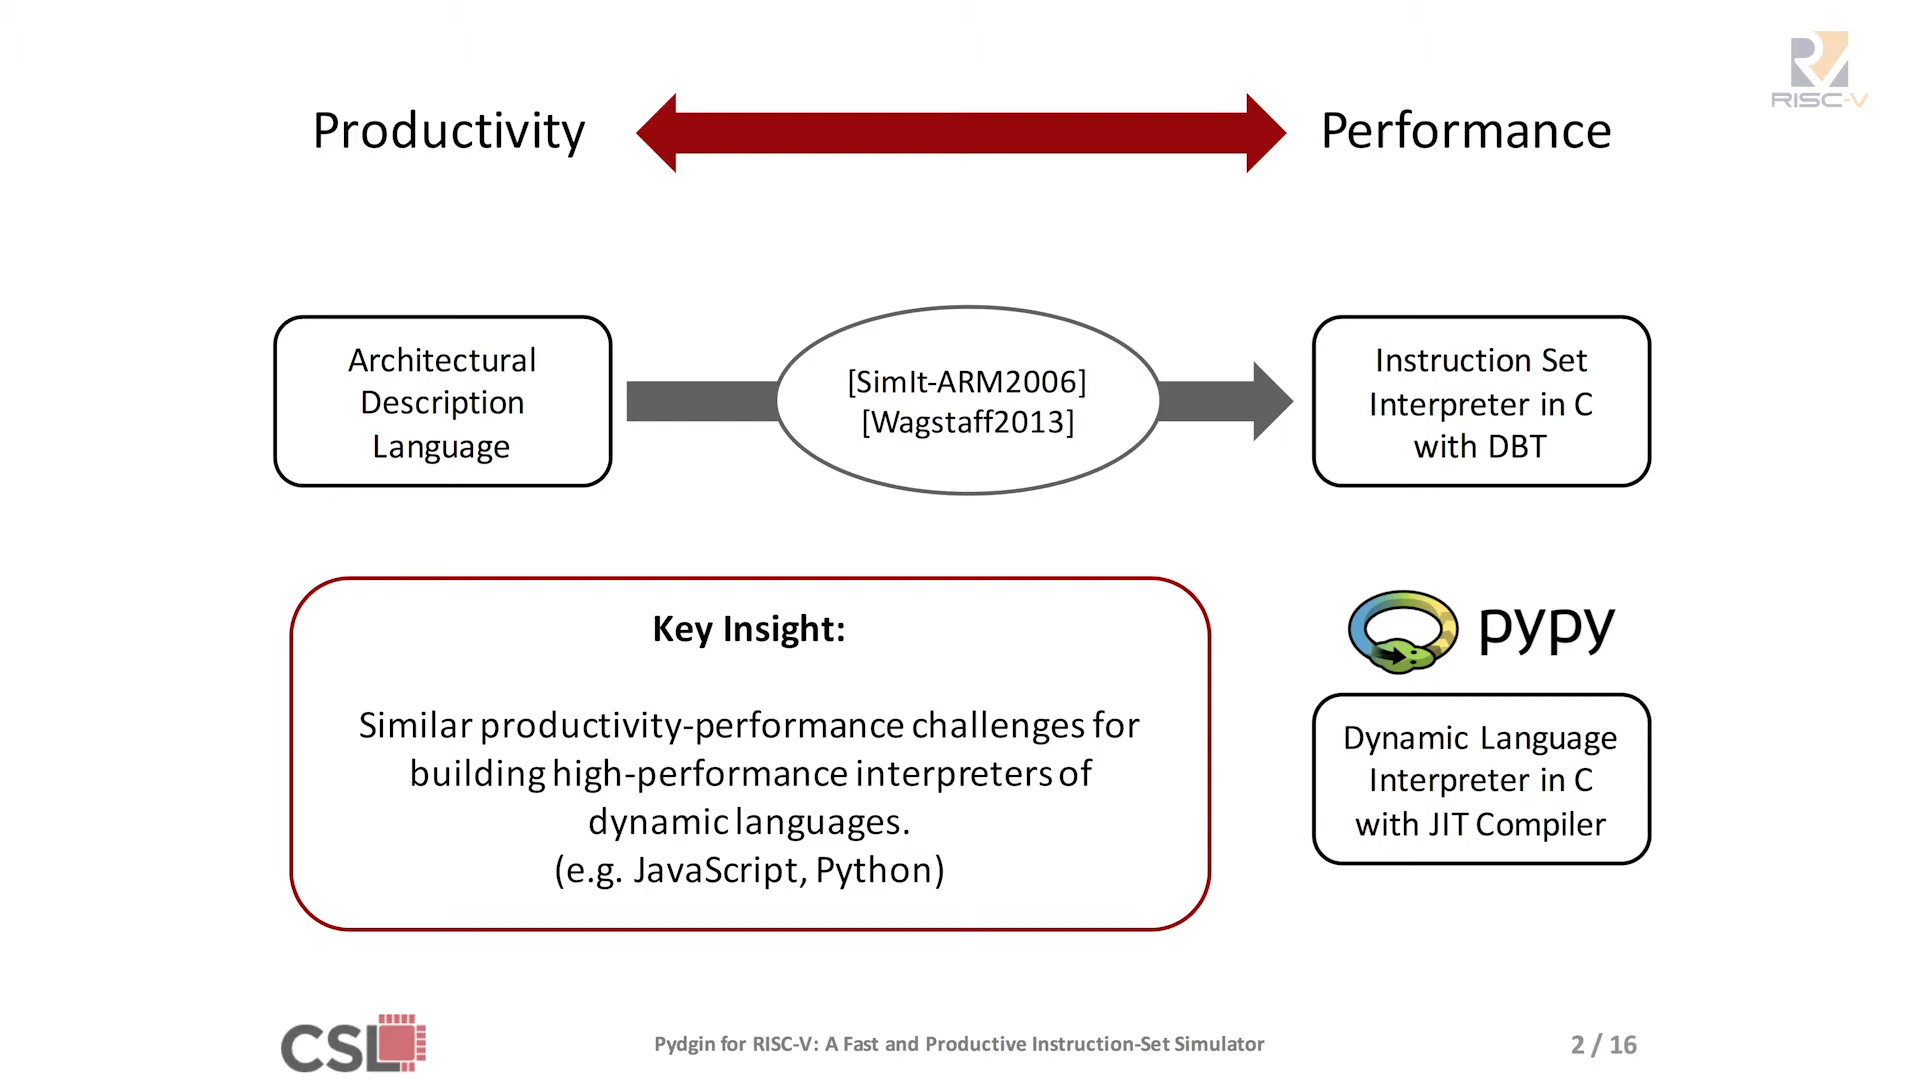 Productivity
Performance
RISC-V
Architectural
Description
Language
[SimIt-ARM2006]
[Wagstaff2013]
Instruction Set
Interpreter in C
with DBT
Key Insight:
Similar productivity-performance challenges for
building high-performance interpreters of
dynamic languages.
(e.g. JavaScript, Python)
pypy
Dynamic Language
Interpreter in C
with JIT Compiler
CSL
Pydgin for RISC-V: A Fast and Productive Instruction-Set Simulator
2 / 16